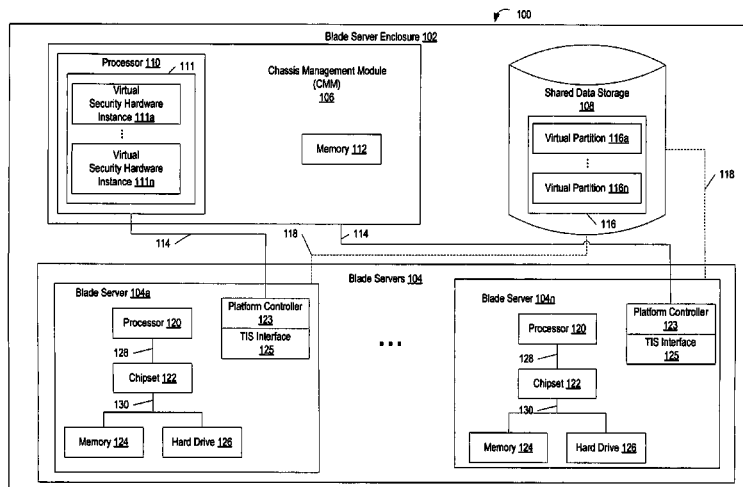 100
Blade Server Enclosure 102
Processor 110
111
Virtual
Security Hardware
Instance 111a
Virtual
Security Hardware
Instance 111n
Chassis Management Module
(CMM)
106
Memory 112
Shared Data Storage
108
Virtual Partition 116a
Virtual Partition 116n
116
118
114
118
114
Blade Servers 104
Blade Server 104a
Processor 120
128
Chipset 122
130
Memory 124
Hard Drive 126
Platform Controller
123
TIS Interface
125
Blade Server 104n
Processor 120
128
Chipset 122
130
Memory 124
Hard Drive 126
Platform Controller
123
TIS Interface
125